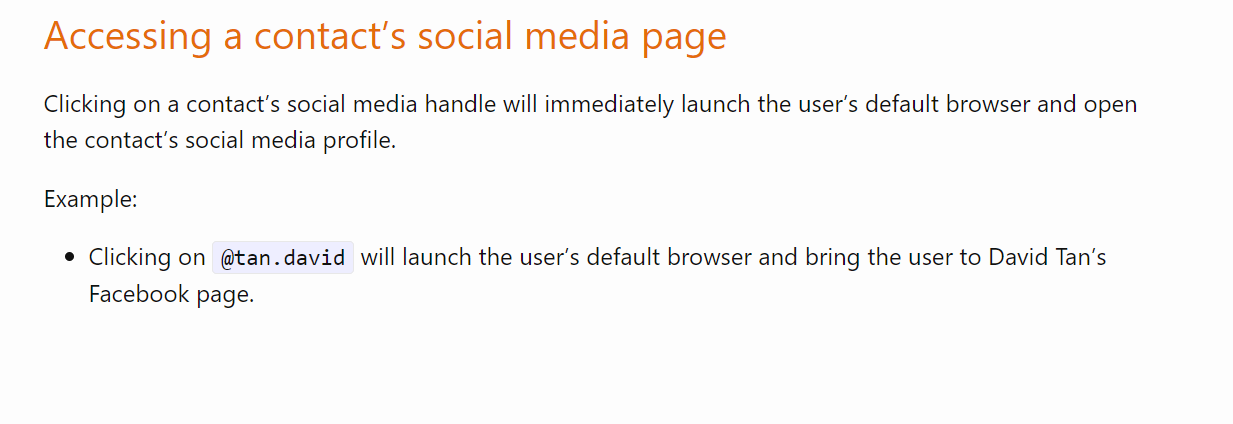 Accessing a contact’s social media page
Clicking on a contact’s social media handle will immediately launch the user’s default browser and open
the contact’s social media profile.
Example:
• Clicking on @tan.david will launch the user’s default browser and bring the user to David Tan’s
Facebook page.